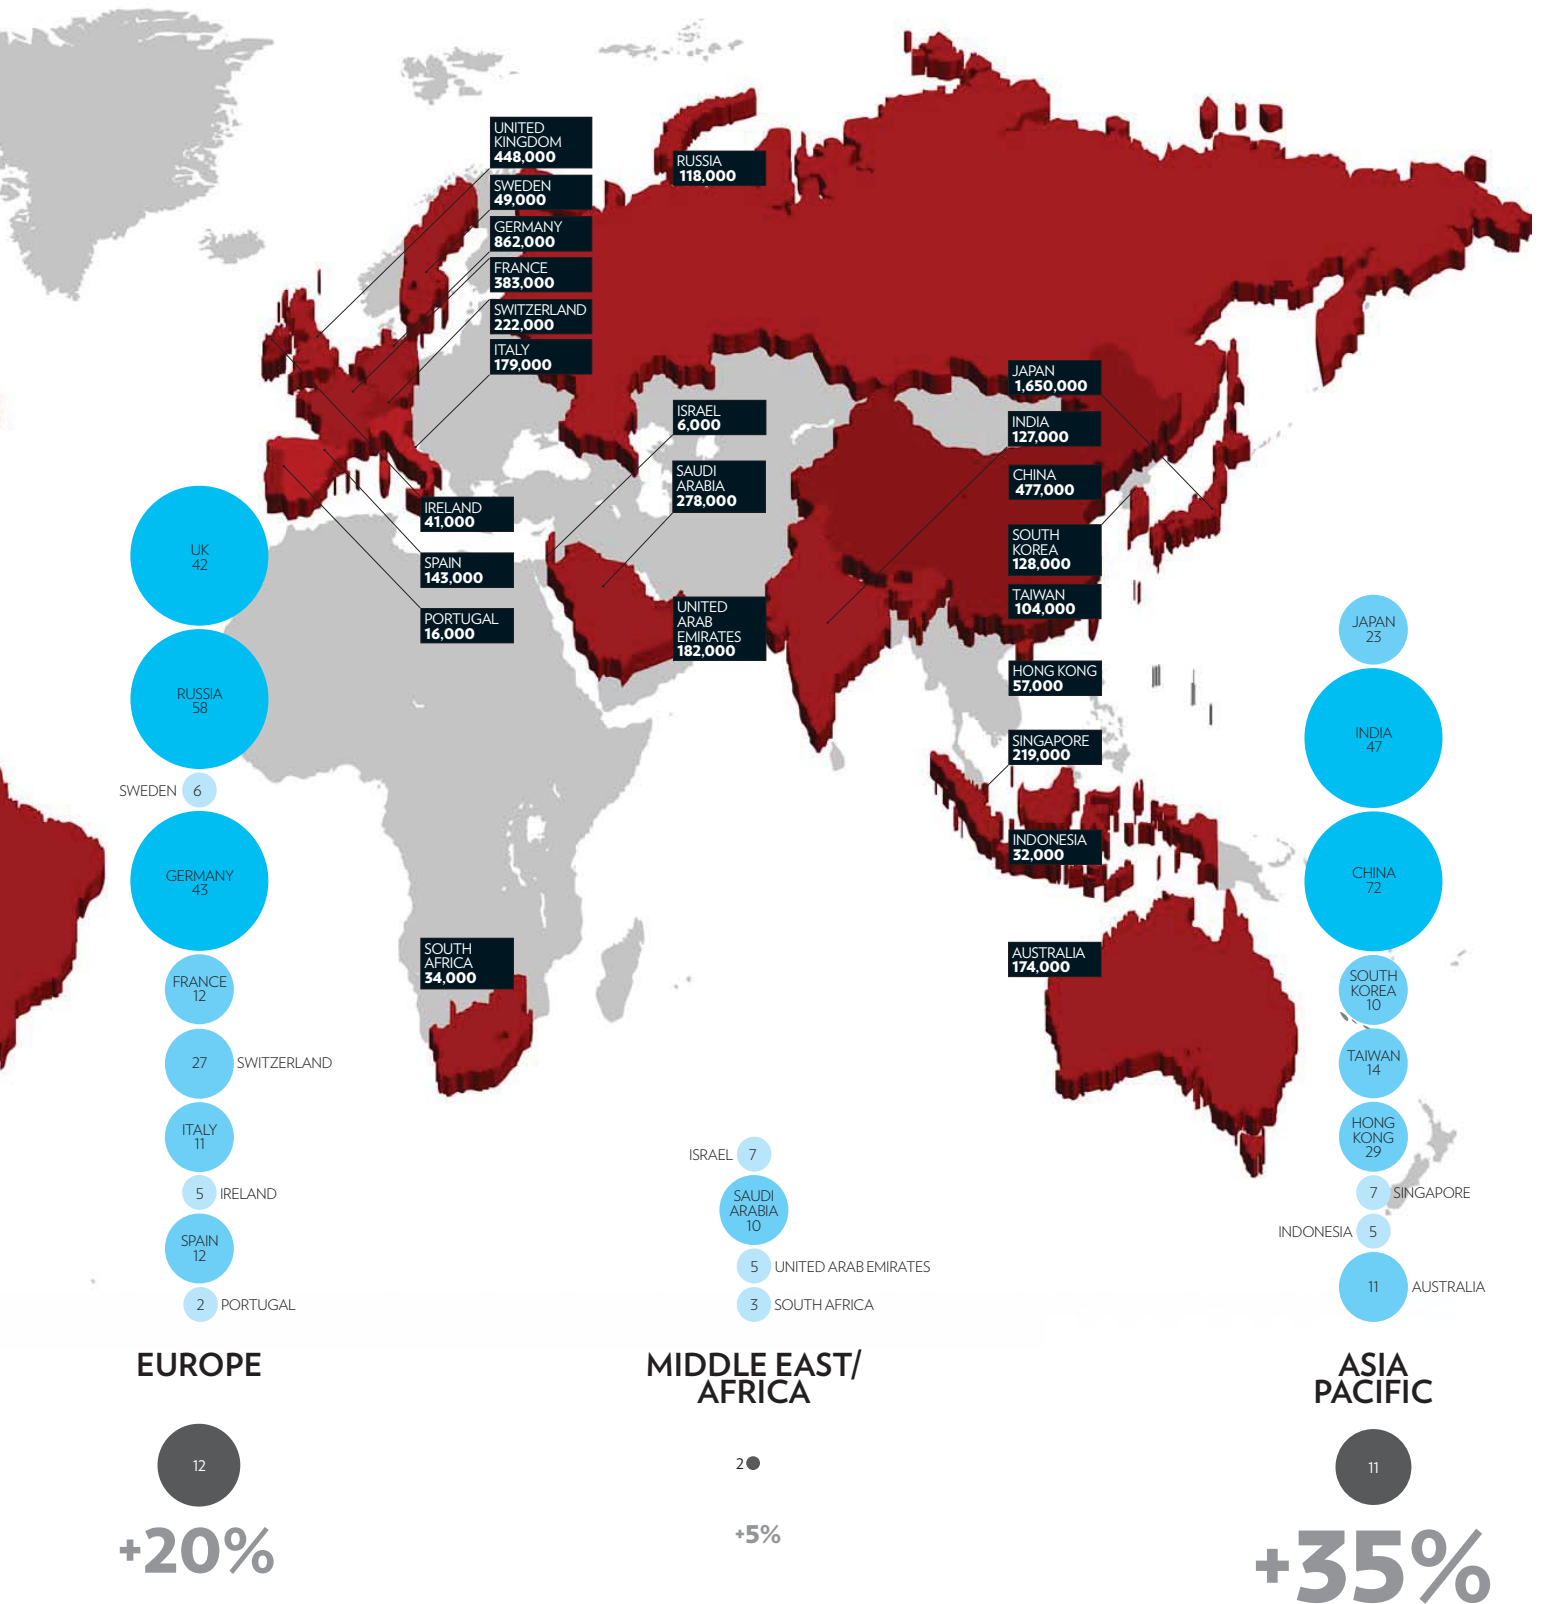 UNITED
KINGDOM
448,000
SWEDEN
49,000
GERMANY
862,000
FRANCE
383,000
SWITZERLAND
222,000
ITALY
179,000
RUSSIA
118,000
ISRAEL
6,000
SAUDI
ARABIA
278,000
UNITED
ARAB
EMIRATES
182,000
JAPAN
1,650,000
INDIA
127,000
CHINA
477,000
SOUTH
KOREA
128,000
TAIWAN
104,000
HONG KONG
57,000
SINGAPORE
219,000
INDONESIA
32,000
AUSTRALIA
174,000
IRELAND
41,000
SPAIN
143,000
PORTUGAL
16,000
SOUTH
AFRICA
34,000
UK
42
RUSSIA
58
SWEDEN 6
GERMANY
43
FRANCE
12
27 SWITZERLAND
ITALY
11
5 IRELAND
SPAIN
12
2 PORTUGAL
EUROPE
12
+20%
ISRAEL 7
SAUDI
ARABIA
10
5 UNITED ARAB EMIRATES
3 SOUTH AFRICA
MIDDLE EAST/
AFRICA
2
+5%
JAPAN
23
INDIA
47
CHINA
72
SOUTH
KOREA
10
TAIWAN
14
HONG
KONG
29
7 SINGAPORE
INDONESIA 5
11 AUSTRALIA
ASIA
PACIFIC
11
+35%